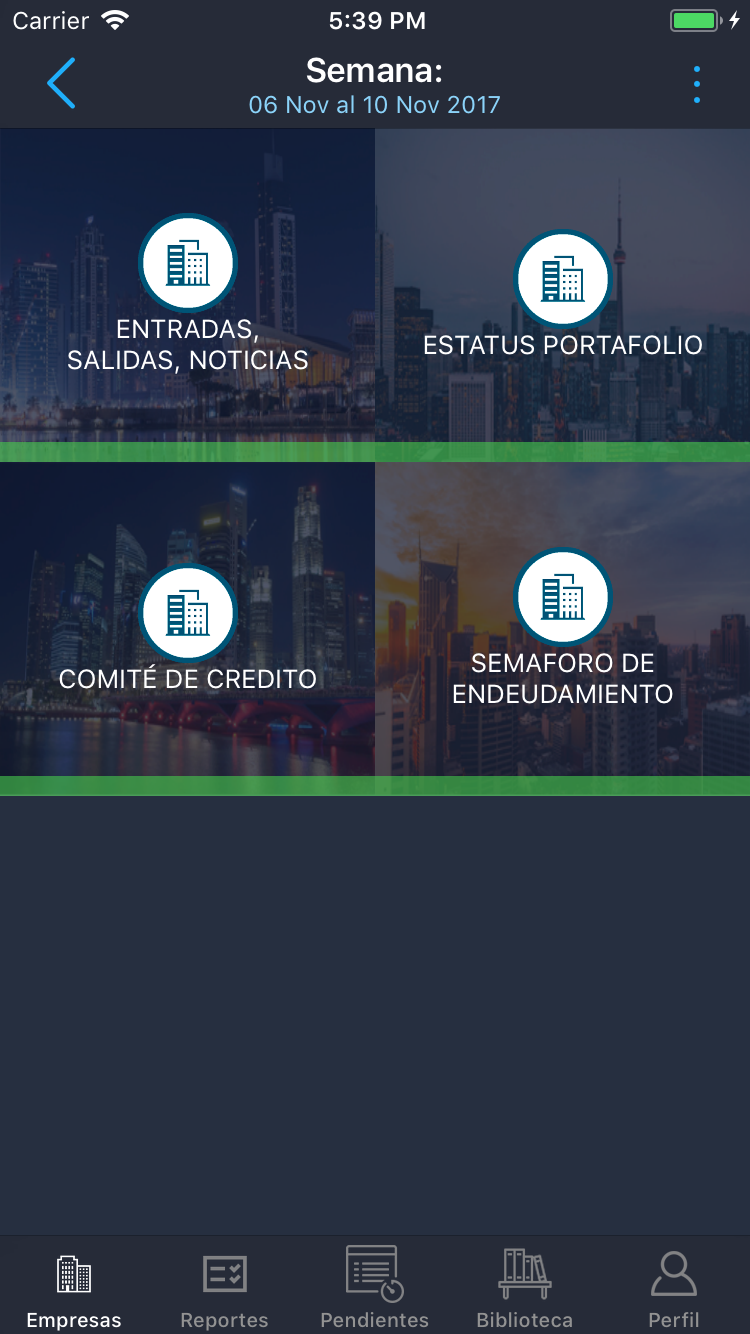 Carrier
5:39 PM
Semana:
06 Nov al 10 Nov 2017
ENTRADAS,
SALIDAS, NOTICIAS
ESTATUS PORTAFOLIO
COMITÉ DE CREDITO
SEMAFORO DE
ENDEUDAMIENTO
Empresas
Reportes
Pendientes
Biblioteca
Perfil